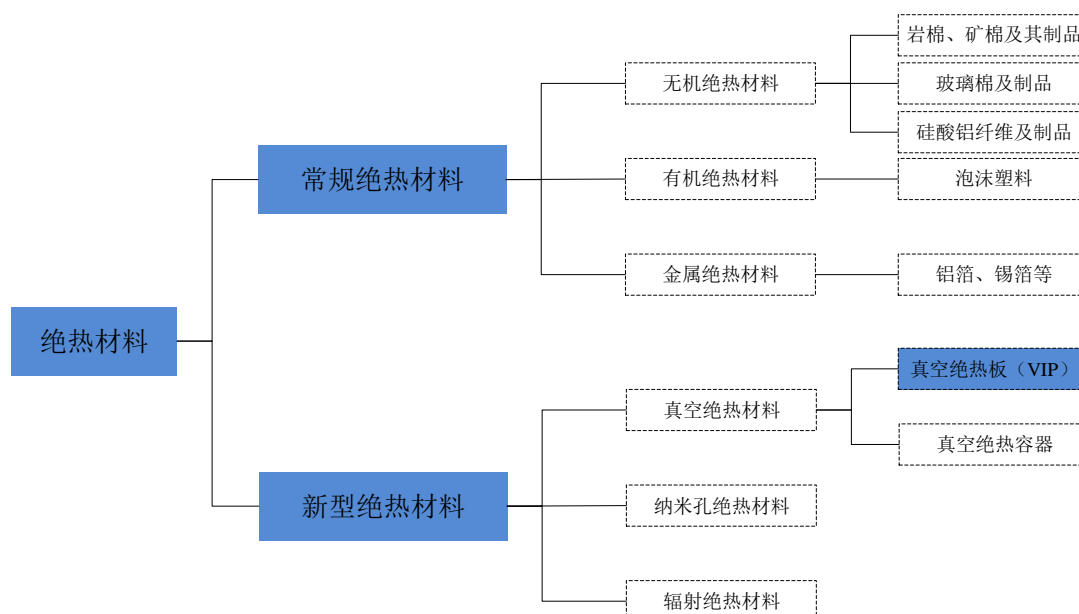 岩棉、矿棉及其制品
无机绝热材料
玻璃棉及制品
硅酸铝纤维及制品
常规绝热材料
有机绝热材料
泡沫塑料
金属绝热材料
铝箔、锡箔等
绝热材料
真空绝热板（VIP）
真空绝热材料
真空绝热容器
新型绝热材料
纳米孔绝热材料
辐射绝热材料